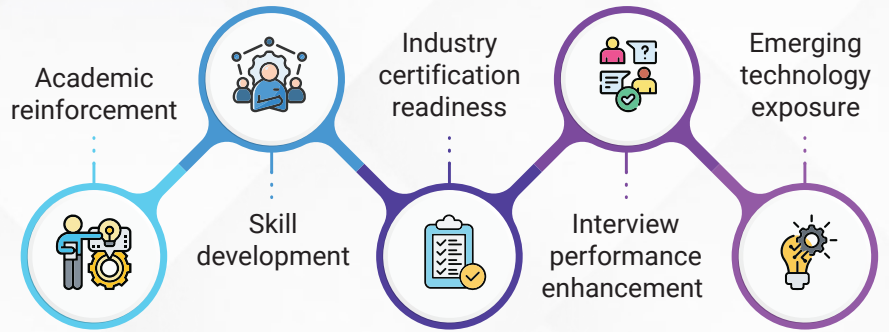 Academic
reinforcement
Skill
development
Industry
certification
readiness
Interview
performance
enhancement
Emerging
technology
exposure